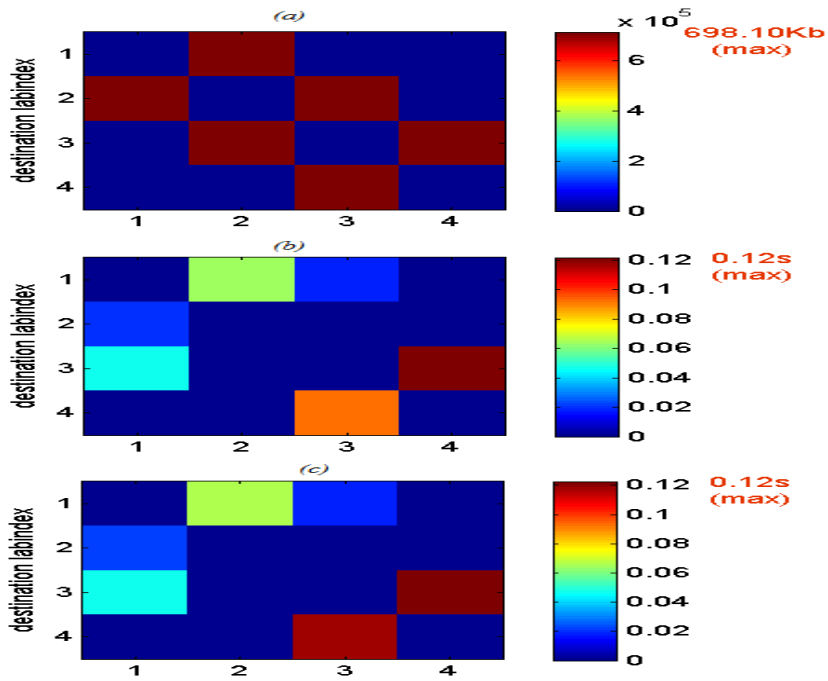 (a)
destination labindex
1
2
3
4
1 2 3 4
x 10^5
6
4
2
0
698.10Kb
(max)
(b)
destination labindex
1
2
3
4
1 2 3 4
0.12
0.1
0.08
0.06
0.04
0.02
0
0.12s
(max)
(c)
destination labindex
1
2
3
4
1 2 3 4
0.12
0.1
0.08
0.06
0.04
0.02
0
0.12s
(max)